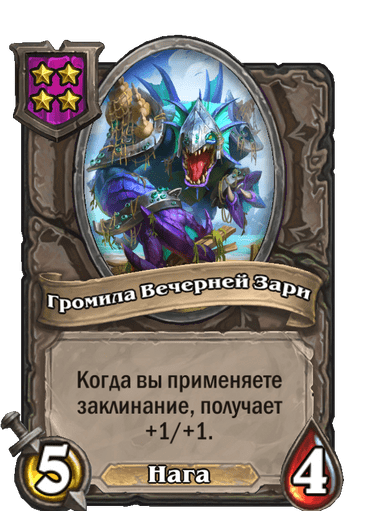 Громила Вечерней Зари
Когда вы применяете
заклинание, получает
+1/+1.
5
Нага
4